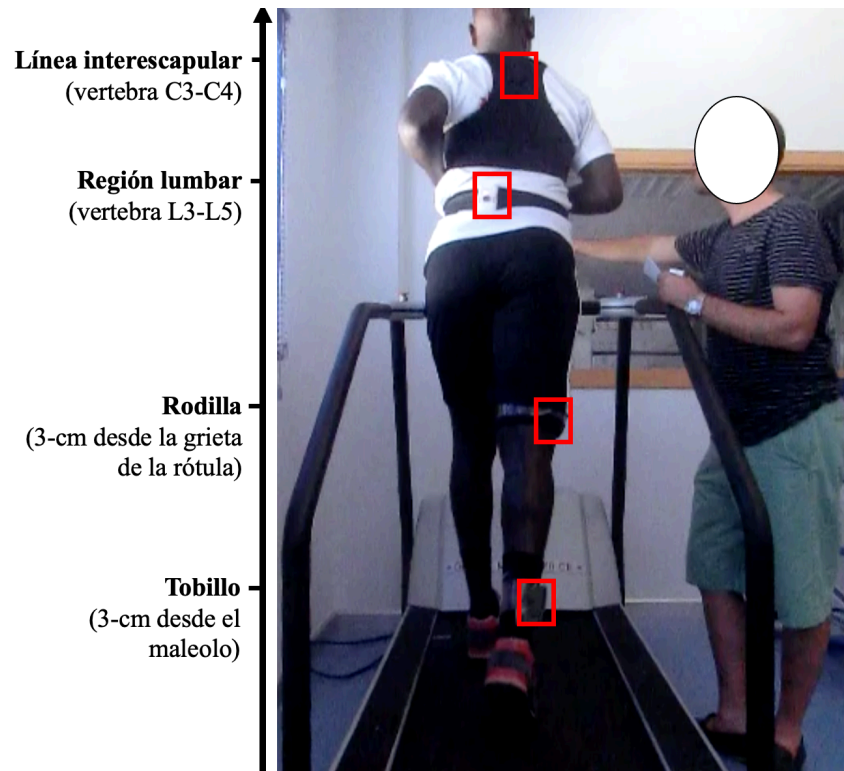 Línea interescapular
(vertebra C3-C4)
Región lumbar
(vertebra L3-L5)
Rodilla
(3-cm desde la grieta
de la rótula)
Tobillo
(3-cm desde el
maleolo)